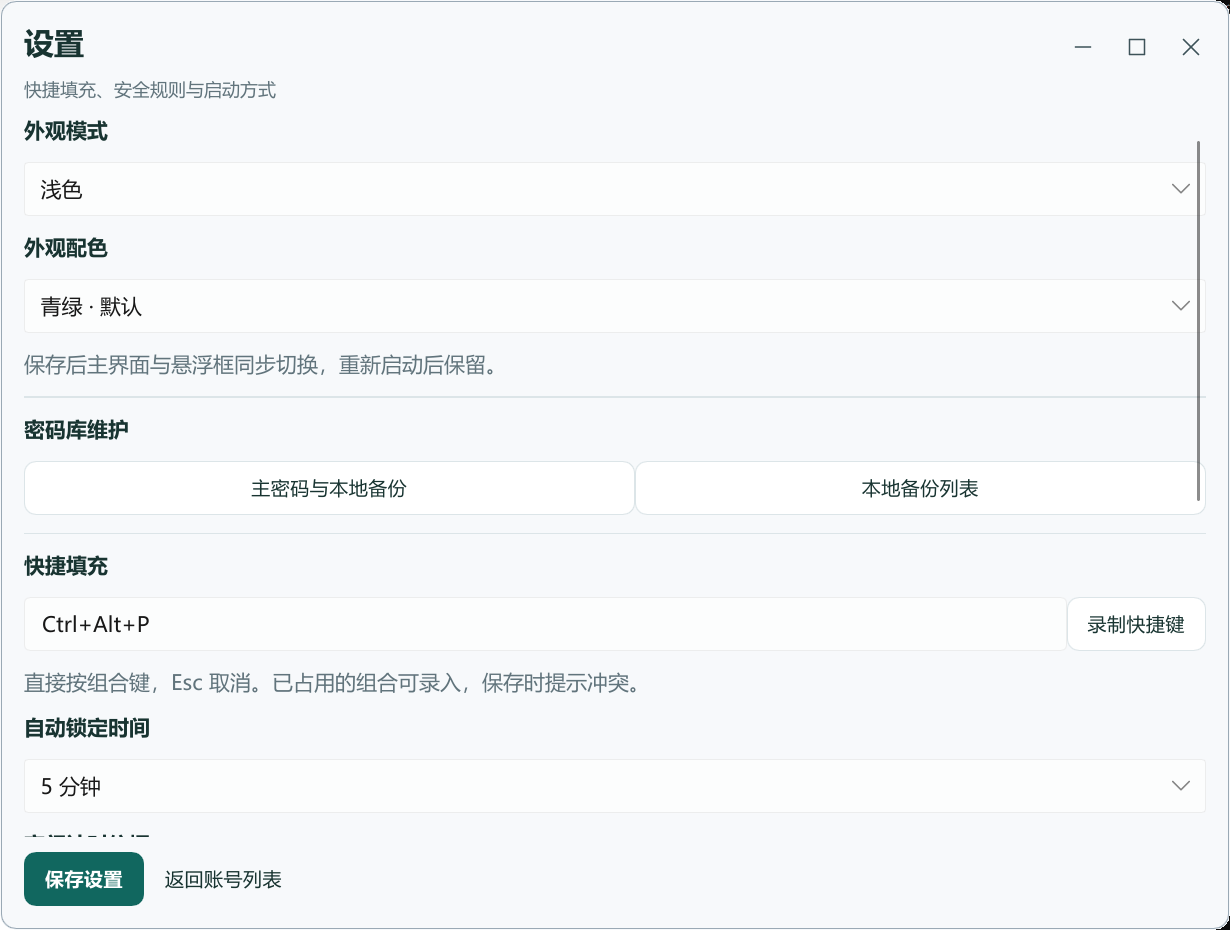 设置
快捷填充、安全规则与启动方式
外观模式
浅色
外观配色
青绿 · 默认
保存后主界面与悬浮框同步切换，重新启动后保留。
密码库维护
主密码与本地备份
本地备份列表
快捷填充
Ctrl+Alt+P
录制快捷键
直接按组合键，Esc 取消。已占用的组合可录入，保存时提示冲突。
自动锁定时间
5 分钟
保存设置
返回账号列表